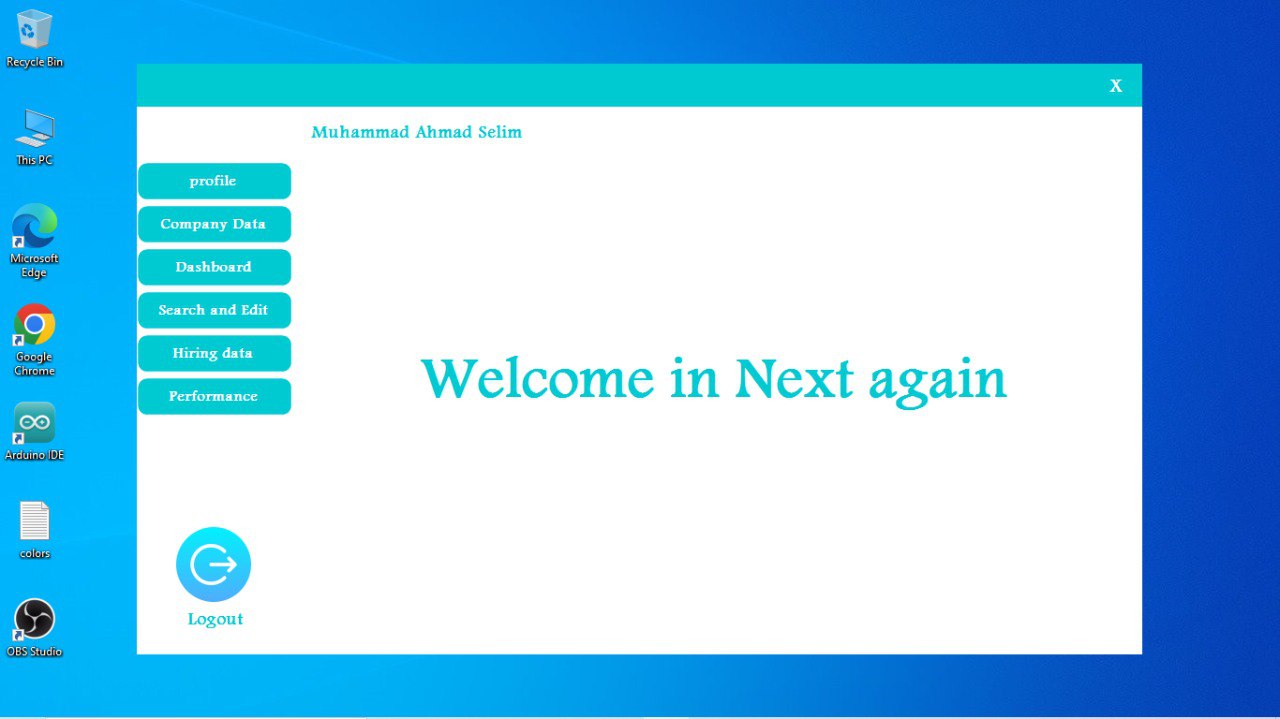 Recycle Bin
This PC
Microsoft
Edge
Google
Chrome
Arduino IDE
colors
OBS Studio
X
Muhammad Ahmad Selim
profile
Company Data
Dashboard
Search and Edit
Hiring data
Performance
Welcome in Next again
Logout